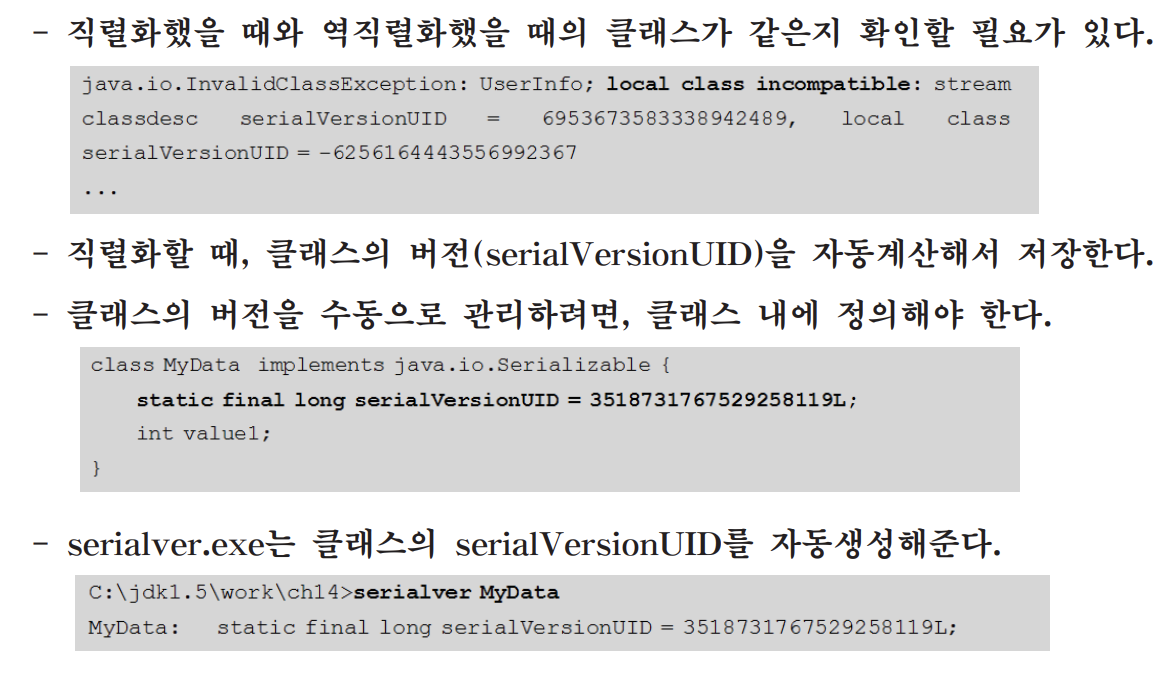 - 직렬화했을 때와 역직렬화했을 때의 클래스가 같은지 확인할 필요가 있다.
java.io.InvalidClassException: UserInfo; local class incompatible: stream
classdesc serialVersionUID = 6953673583338942489, local class
serialVersionUID = -6256164443556992367
...
- 직렬화할 때, 클래스의 버전(serialVersionUID)을 자동계산해서 저장한다.
- 클래스의 버전을 수동으로 관리하려면, 클래스 내에 정의해야 한다.
class MyData implements java.io.Serializable {
static final long serialVersionUID = 3518731767529258119L;
int value1;
}
- serialver.exe는 클래스의 serialVersionUID를 자동생성해준다.
C:\jdk1.5\work\ch14>serialver MyData
MyData: static final long serialVersionUID = 3518731767529258119L;